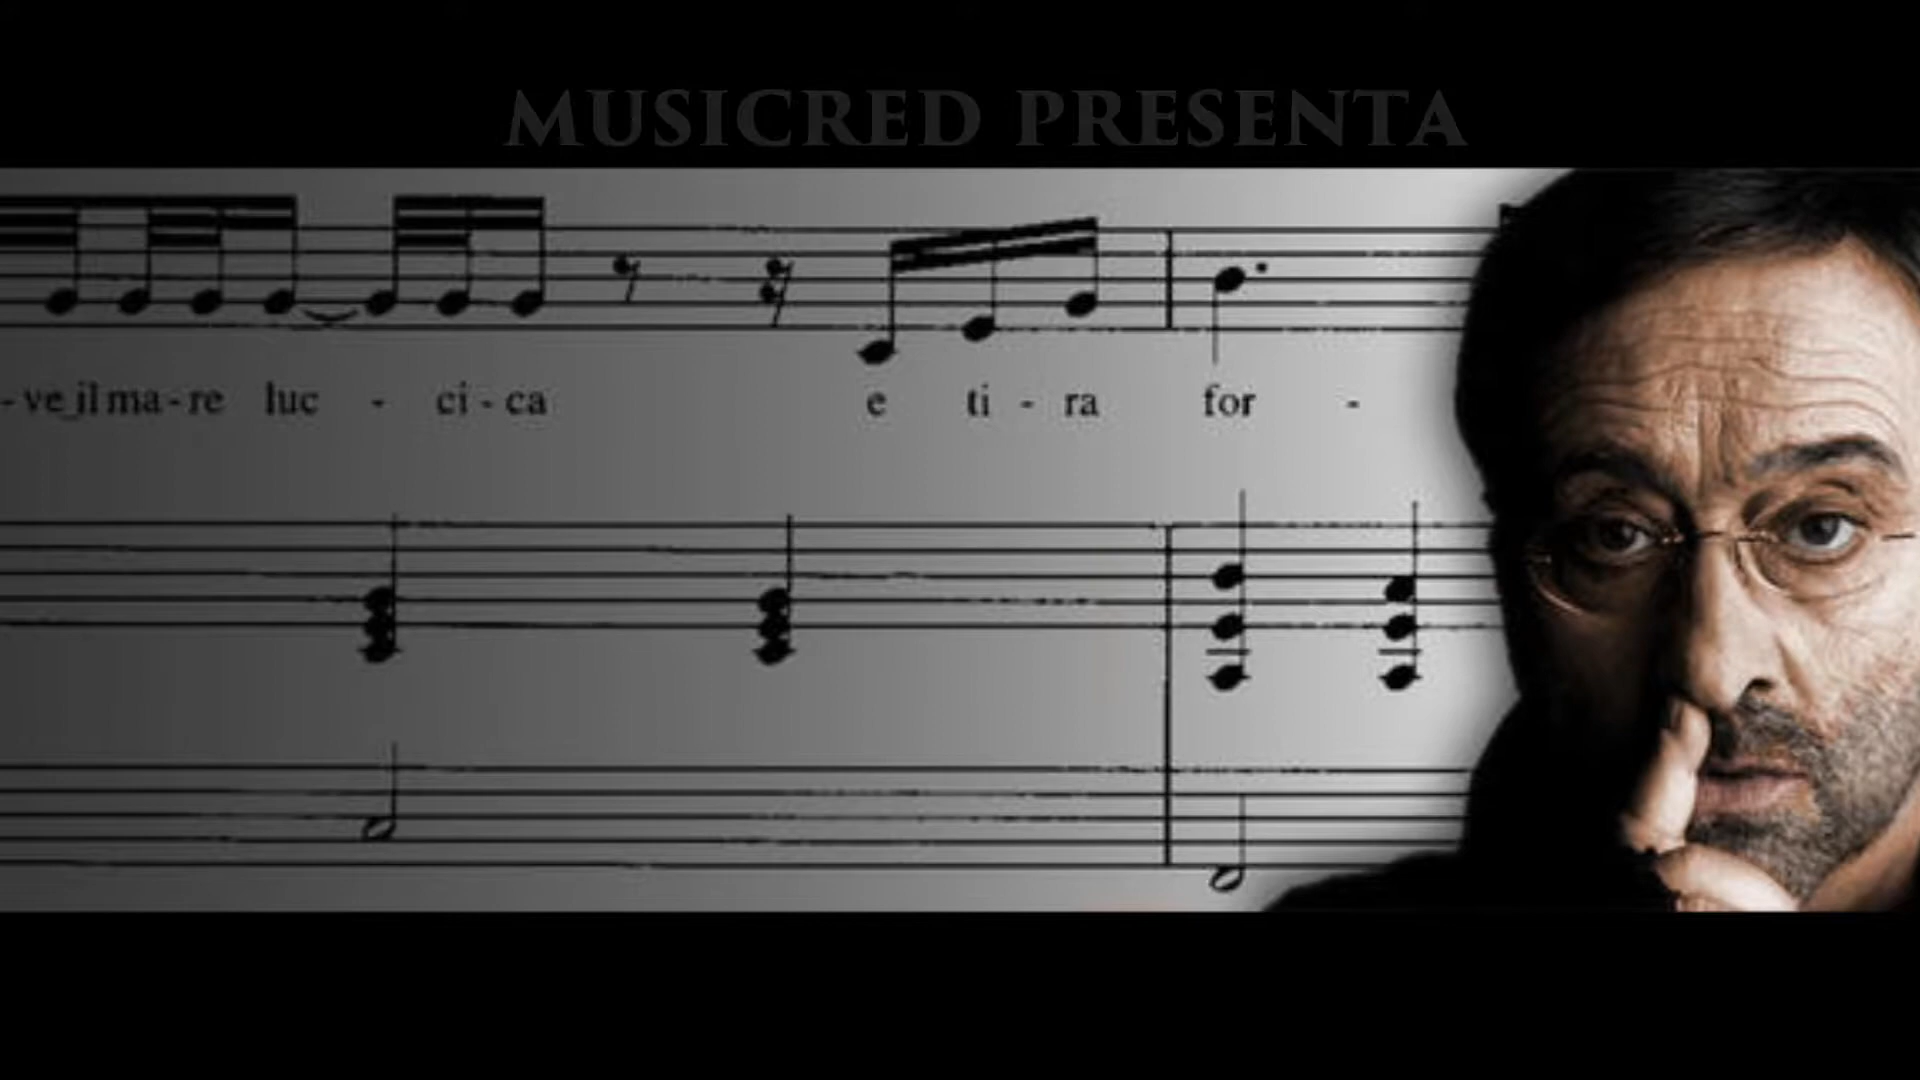 MUSICRED PRESENTA
- ve il ma - re luc - ci - ca e ti - ra for -